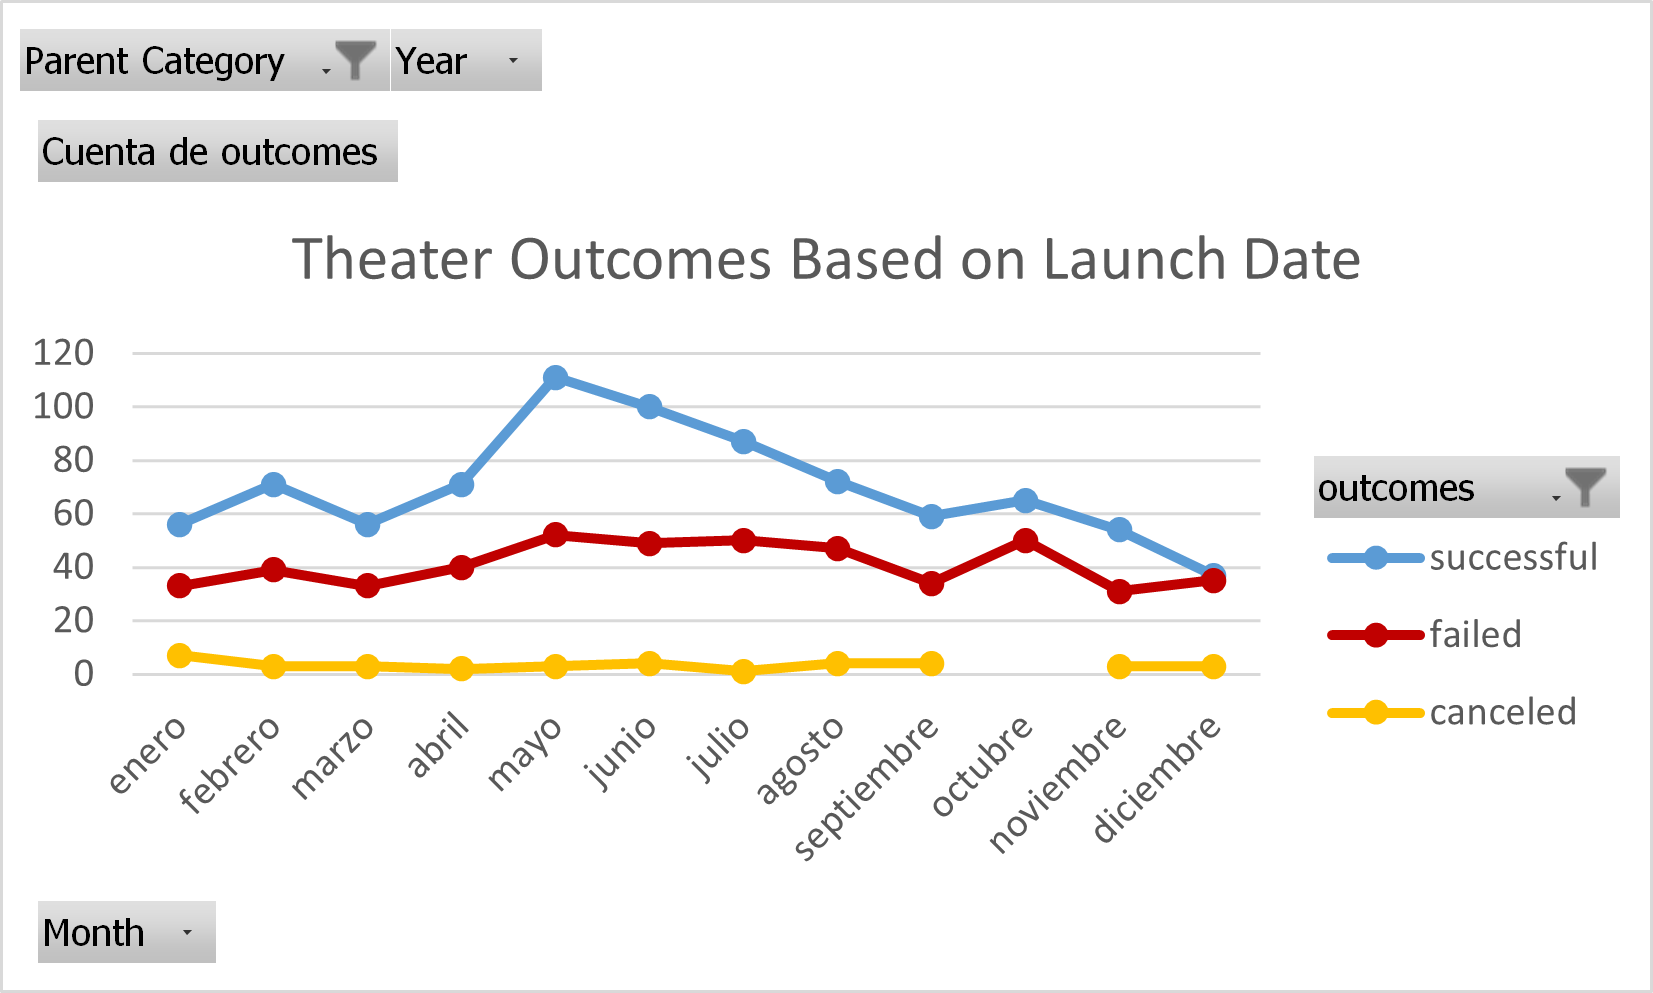 Parent Category Year
Cuenta de outcomes
Theater Outcomes Based on Launch Date
120
100
80
60
40
20
0
enero
febrero
marzo
abril
mayo
junio
julio
agosto
septiembre
octubre
noviembre
diciembre
outcomes
successful
failed
canceled
Month